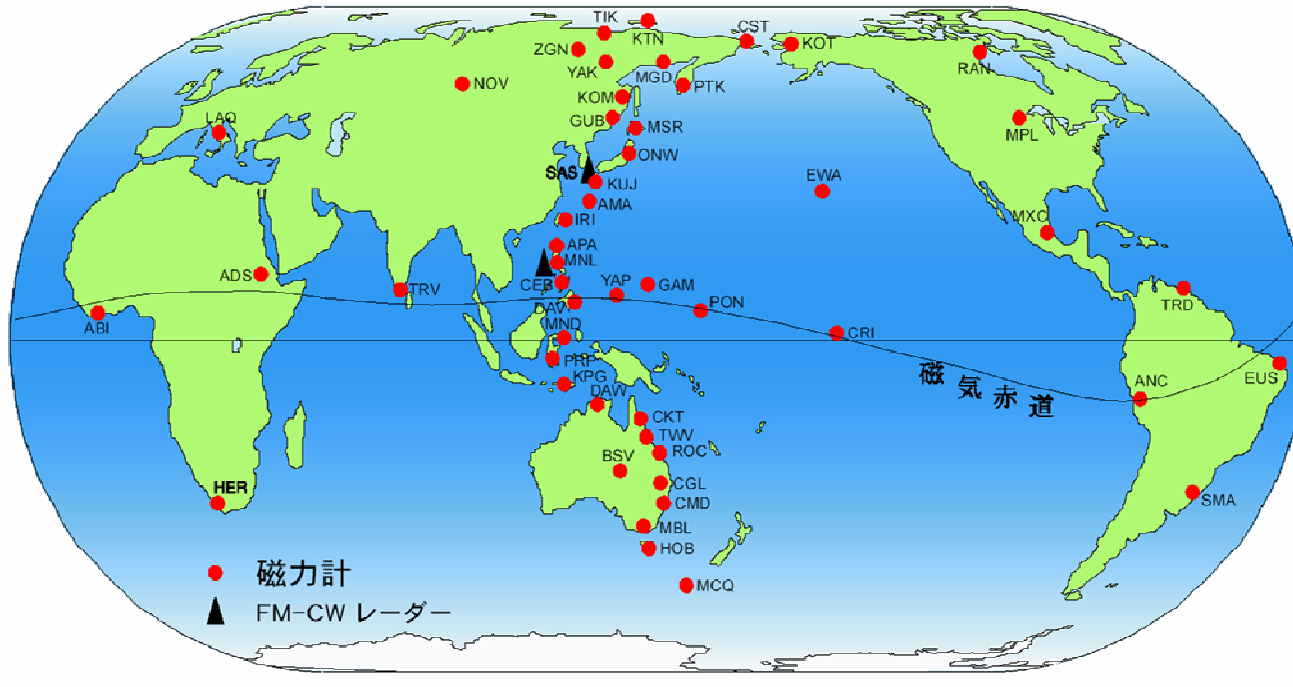 TIK
KTN
CST
KOT
ZGN
YAK
MGD
RAN
NOV
PTK
KOM
GUB
MSR
MPL
LAQ
ONW
SAS
KUJ
EWA
AMA
IRI
MXC
APA
MNL
ADS
TRV
CEB
YAP
GAM
PON
TRD
DAV
ABI
MND
CRI
PRP
KPG
磁気赤道
ANC
EUS
DAW
CKT
TWV
ROC
BSV
CGL
HER
CMD
SMA
MBL
HOB
磁力計
MCQ
FM-CW レーダー